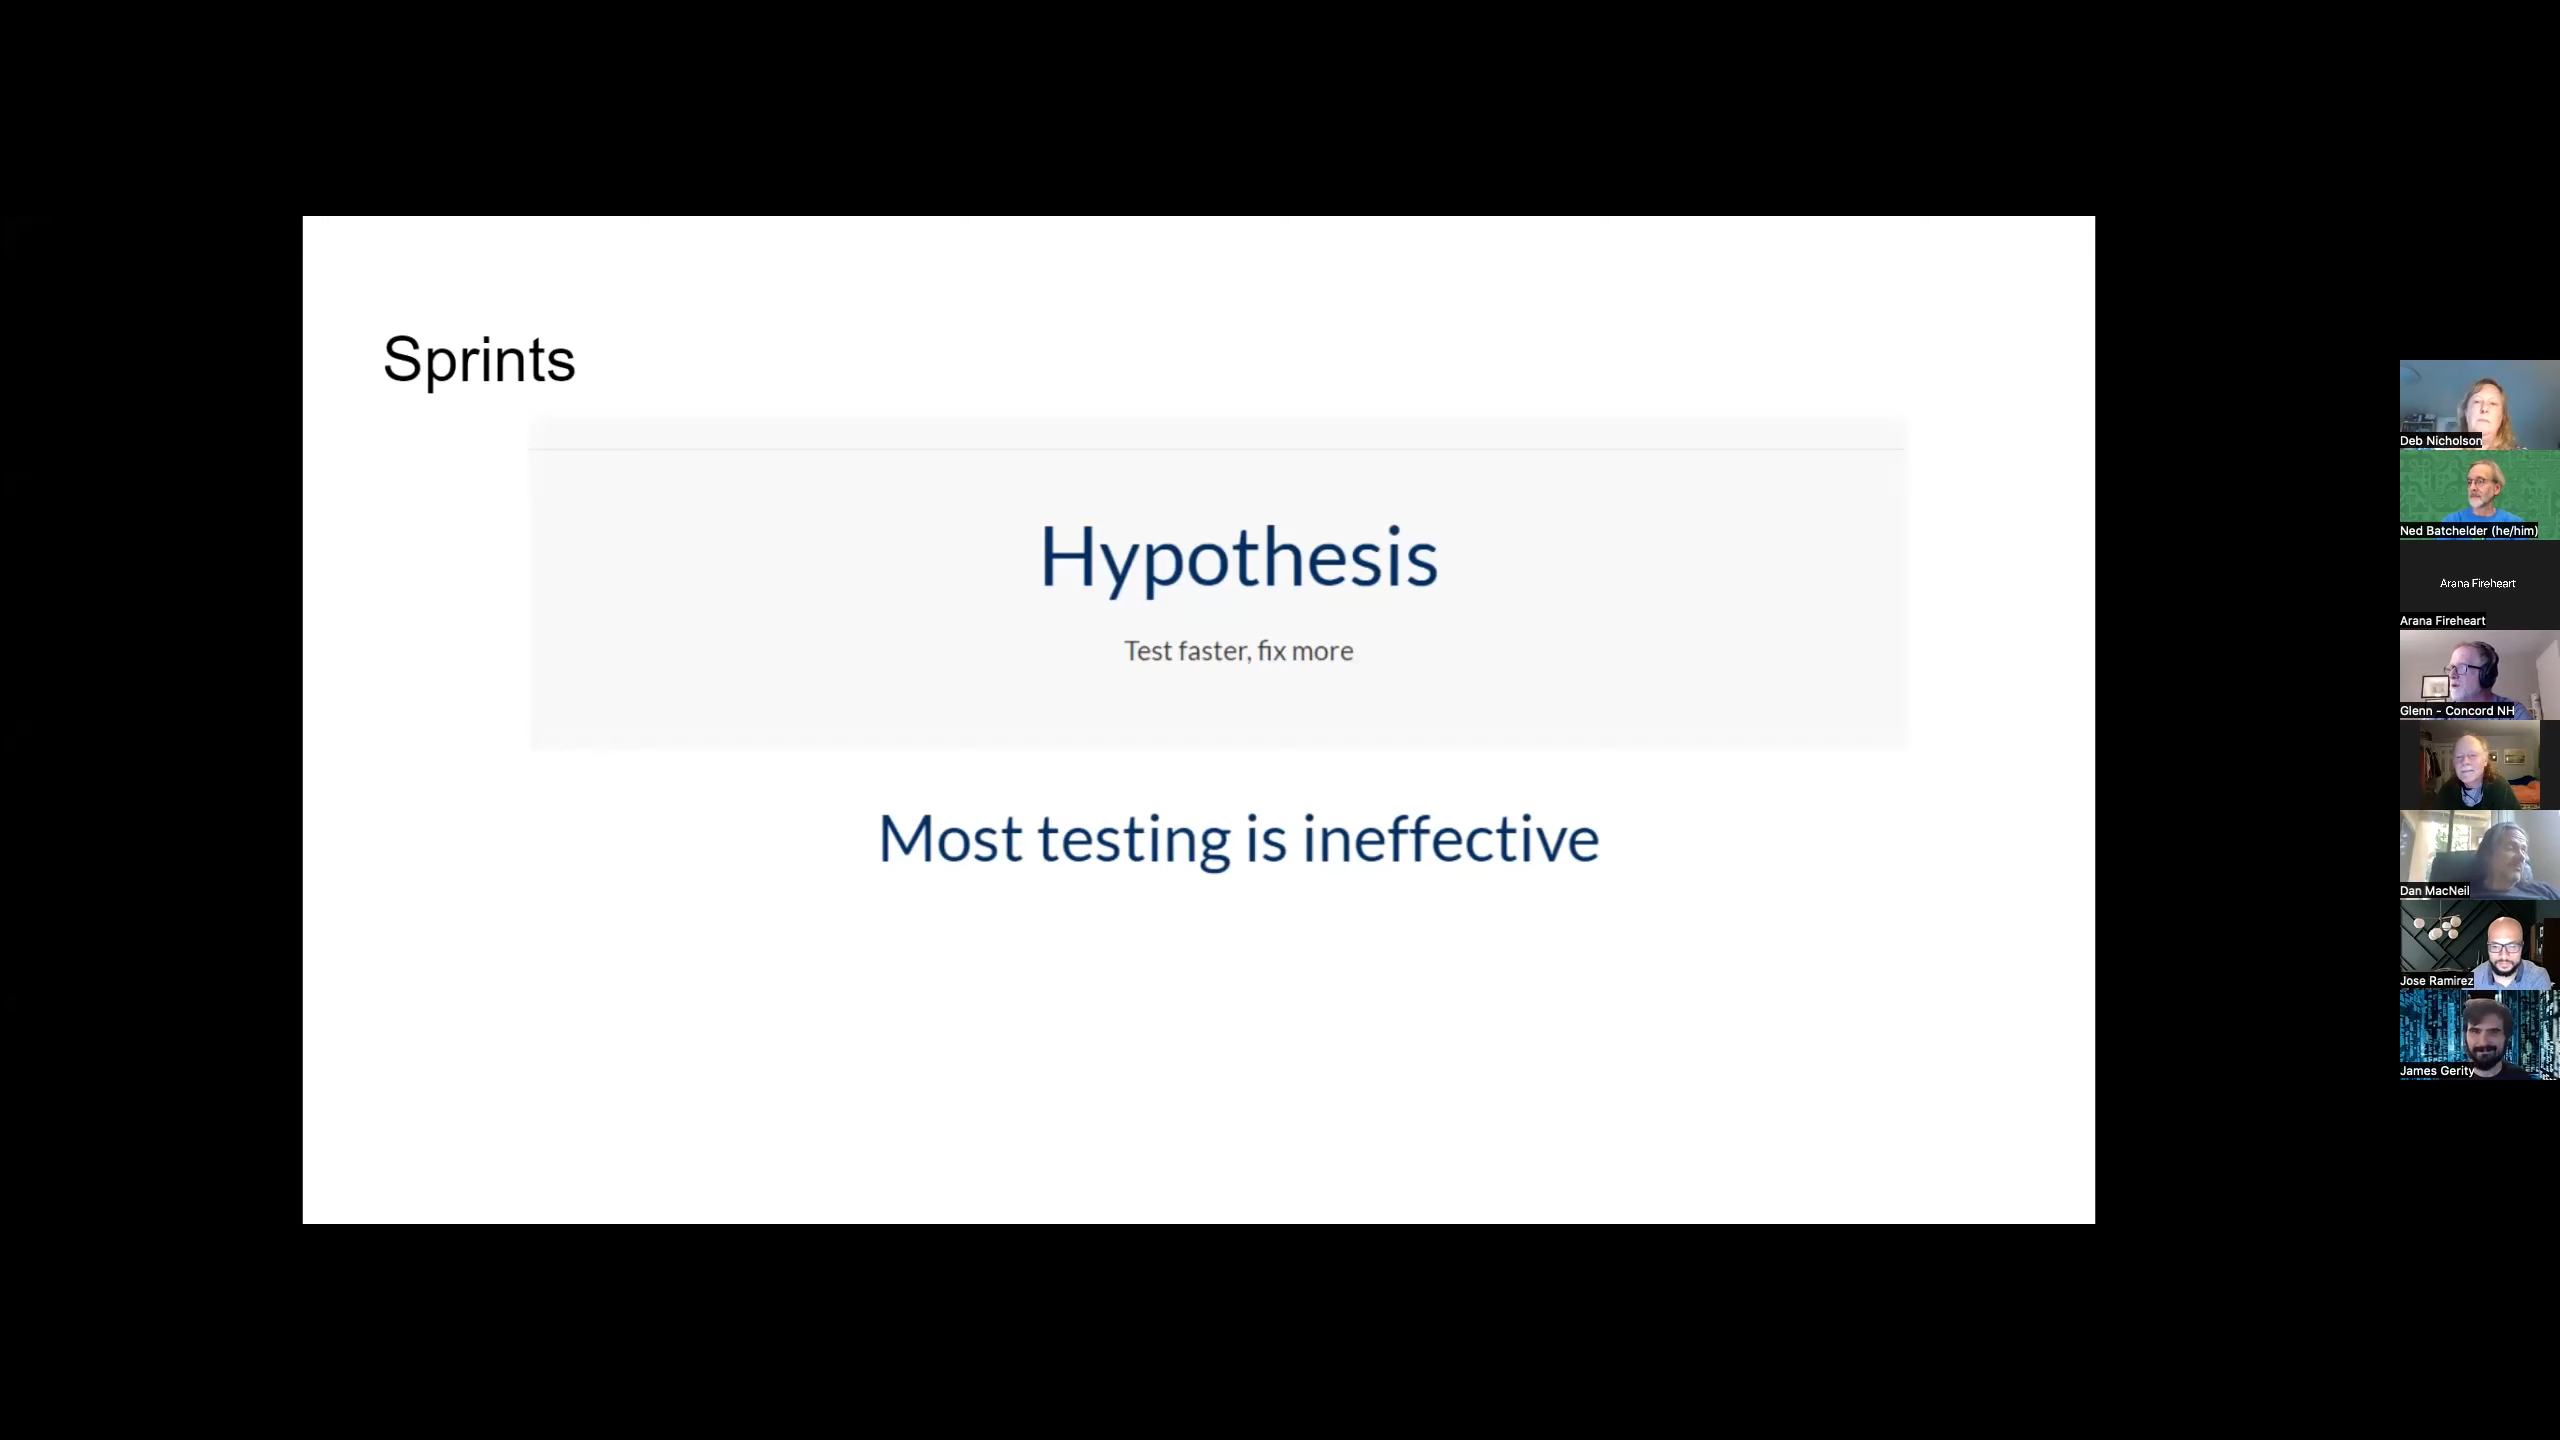 Sprints
Hypothesis
Test faster, fix more
Most testing is ineffective
Deb Nicholson
Ned Batchelder (he/him)
Arana Fireheart
Arana Fireheart
Glenn - Concord NH
Dan MacNeil
Jose Ramirez
James Gerity